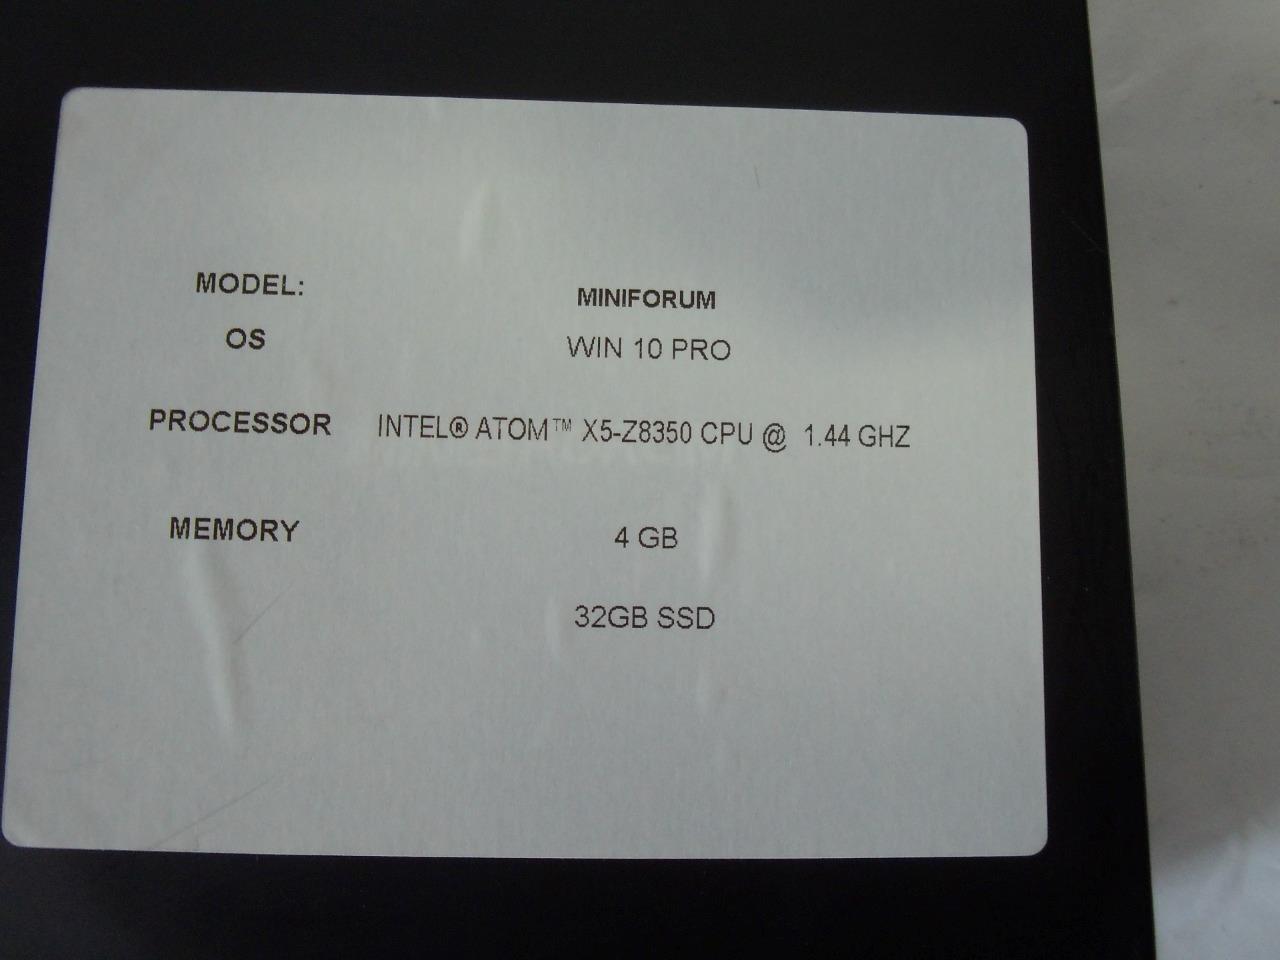 MODEL: MINIFORUM
OS WIN 10 PRO
PROCESSOR INTEL® ATOM™ X5-Z8350 CPU @ 1.44 GHZ
MEMORY 4 GB
32GB SSD